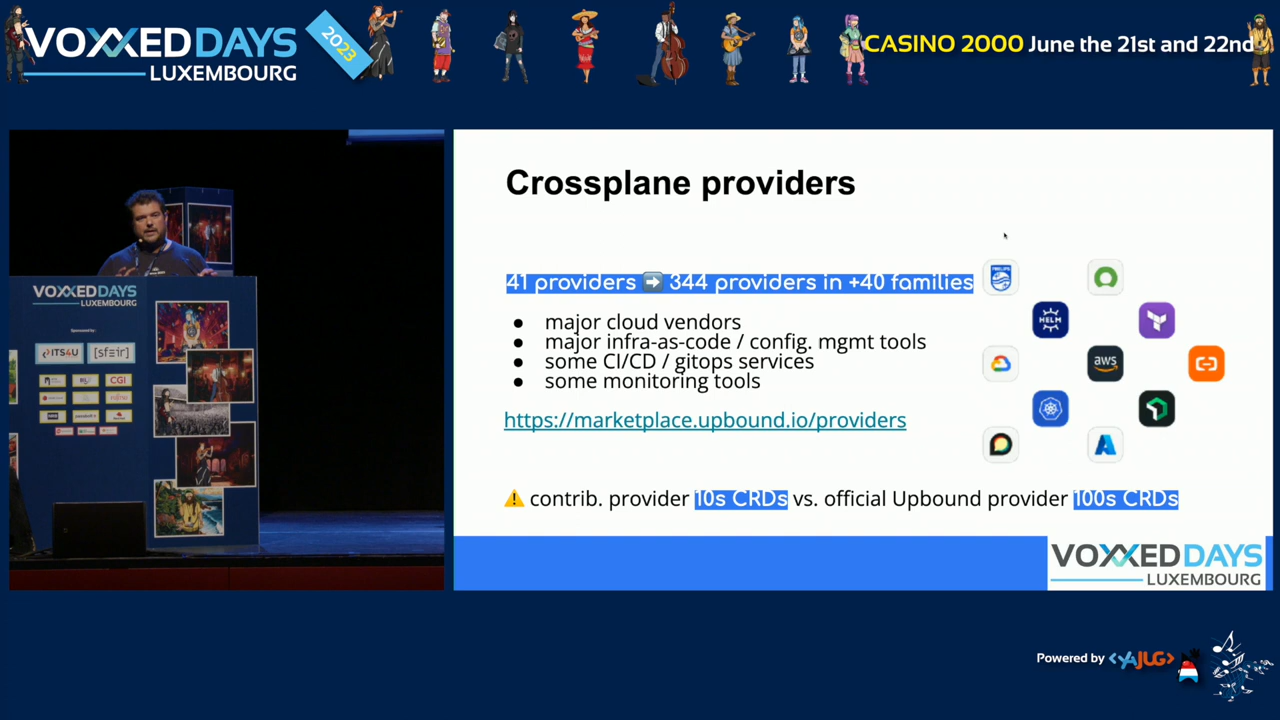 VOXXED DAYS
LUXEMBOURG
2023
CASINO 2000 June the 21st and 22nd
VOXXED DAYS
LUXEMBOURG
Sponsored by :
ITS4U
[sfeir]
CGI
Crossplane providers
41 providers ➡ 344 providers in +40 families
● major cloud vendors
● major infra-as-code / config. mgmt tools
● some CI/CD / gitops services
● some monitoring tools
https://marketplace.upbound.io/providers
⚠ contrib. provider 10s CRDs vs. official Upbound provider 100s CRDs
PHILIPS
HELM
aws
VOXXED DAYS
LUXEMBOURG
Powered by <YAJUG>